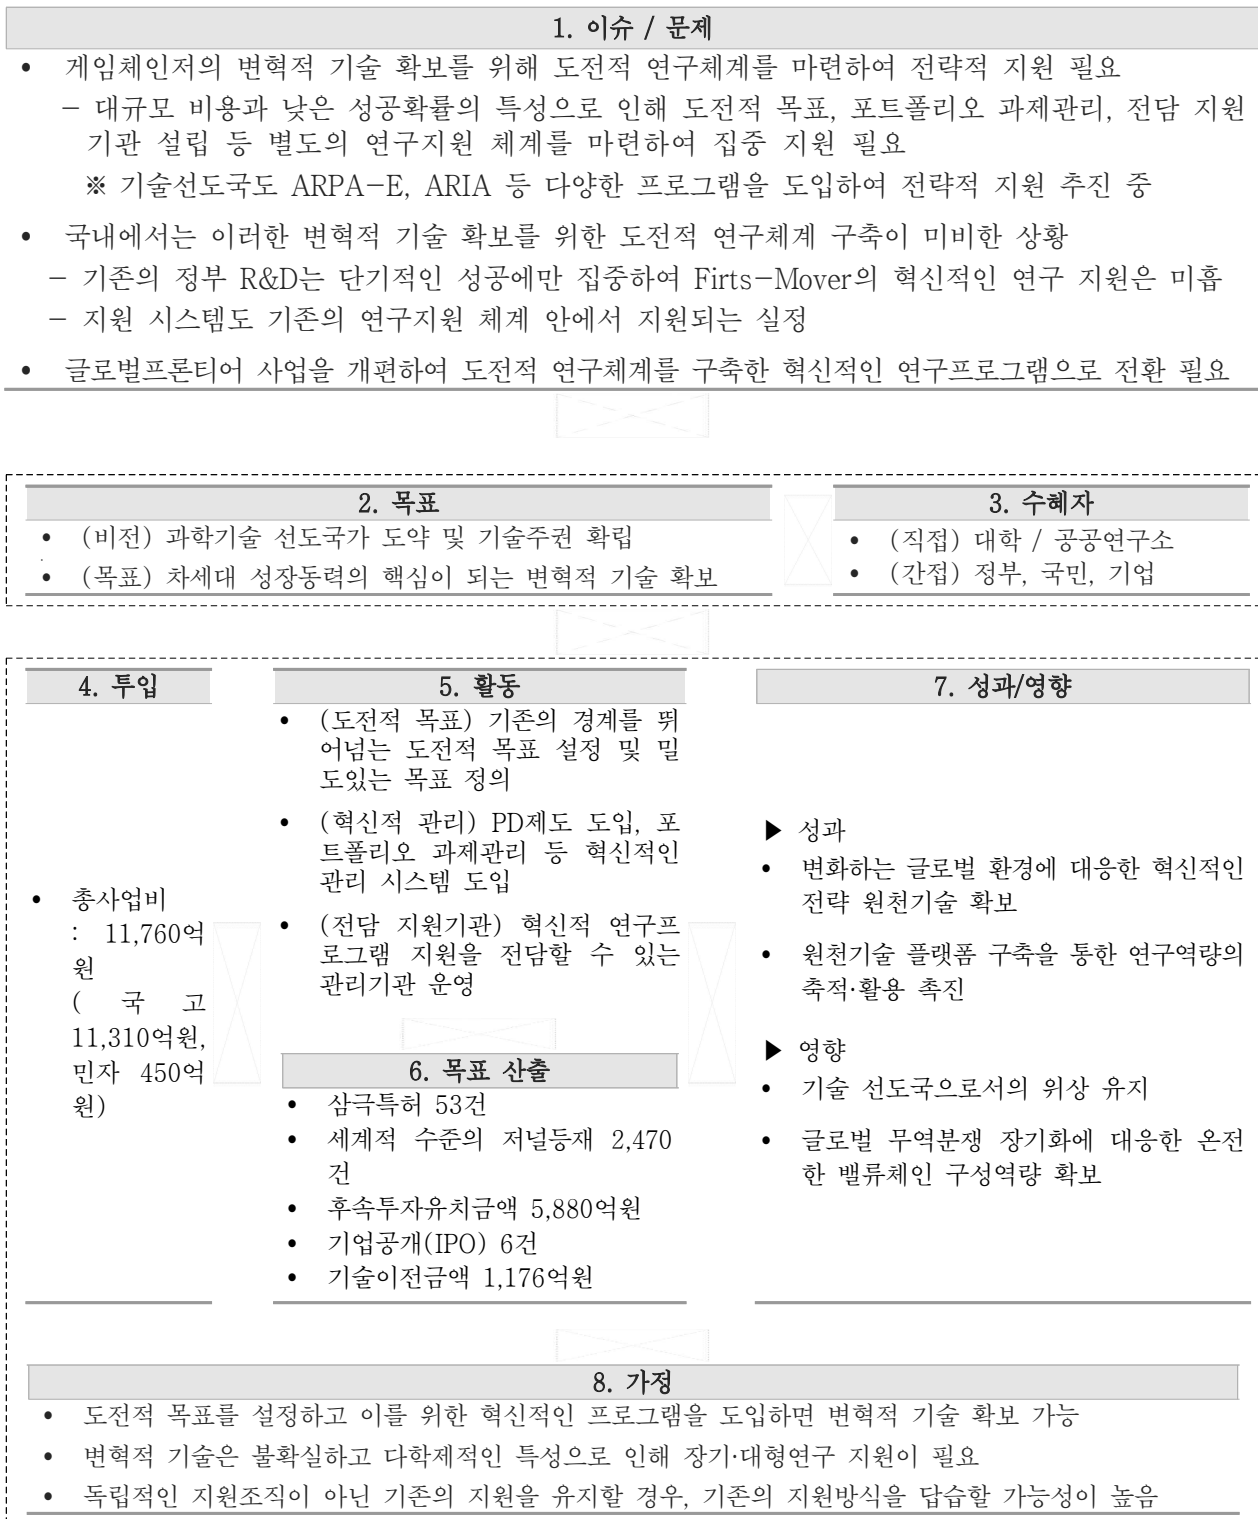 1. 이슈 / 문제
• 게임체인저의 변혁적 기술 확보를 위해 도전적 연구체계를 마련하여 전략적 지원 필요
− 대규모 비용과 낮은 성공확률의 특성으로 인해 도전적 목표, 포트폴리오 과제관리, 전담 지원
기관 설립 등 별도의 연구지원 체계를 마련하여 집중 지원 필요
※ 기술선도국도 ARPA−E, ARIA 등 다양한 프로그램을 도입하여 전략적 지원 추진 중
• 국내에서는 이러한 변혁적 기술 확보를 위한 도전적 연구체계 구축이 미비한 상황
− 기존의 정부 R&D는 단기적인 성공에만 집중하여 Firts−Mover의 혁신적인 연구 지원은 미흡
− 지원 시스템도 기존의 연구지원 체계 안에서 지원되는 실정
• 글로벌프론티어 사업을 개편하여 도전적 연구체계를 구축한 혁신적인 연구프로그램으로 전환 필요
2. 목표
• (비전) 과학기술 선도국가 도약 및 기술주권 확립
• (목표) 차세대 성장동력의 핵심이 되는 변혁적 기술 확보
3. 수혜자
• (직접) 대학 / 공공연구소
• (간접) 정부, 국민, 기업
4. 투입
• 총사업비
: 11,760억
원
( 국 고
11,310억원,
민자 450억
원)
5. 활동
• (도전적 목표) 기존의 경계를 뛰
어넘는 도전적 목표 설정 및 밀
도있는 목표 정의
• (혁신적 관리) PD제도 도입, 포
트폴리오 과제관리 등 혁신적인
관리 시스템 도입
• (전담 지원기관) 혁신적 연구프
로그램 지원을 전담할 수 있는
관리기관 운영
6. 목표 산출
• 삼극특허 53건
• 세계적 수준의 저널등재 2,470
건
• 후속투자유치금액 5,880억원
• 기업공개(IPO) 6건
• 기술이전금액 1,176억원
7. 성과/영향
▶ 성과
• 변화하는 글로벌 환경에 대응한 혁신적인
전략 원천기술 확보
• 원천기술 플랫폼 구축을 통한 연구역량의
축적·활용 촉진
▶ 영향
• 기술 선도국으로서의 위상 유지
• 글로벌 무역분쟁 장기화에 대응한 온전
한 밸류체인 구성역량 확보
8. 가정
• 도전적 목표를 설정하고 이를 위한 혁신적인 프로그램을 도입하면 변혁적 기술 확보 가능
• 변혁적 기술은 불확실하고 다학제적인 특성으로 인해 장기·대형연구 지원이 필요
• 독립적인 지원조직이 아닌 기존의 지원을 유지할 경우, 기존의 지원방식을 답습할 가능성이 높음